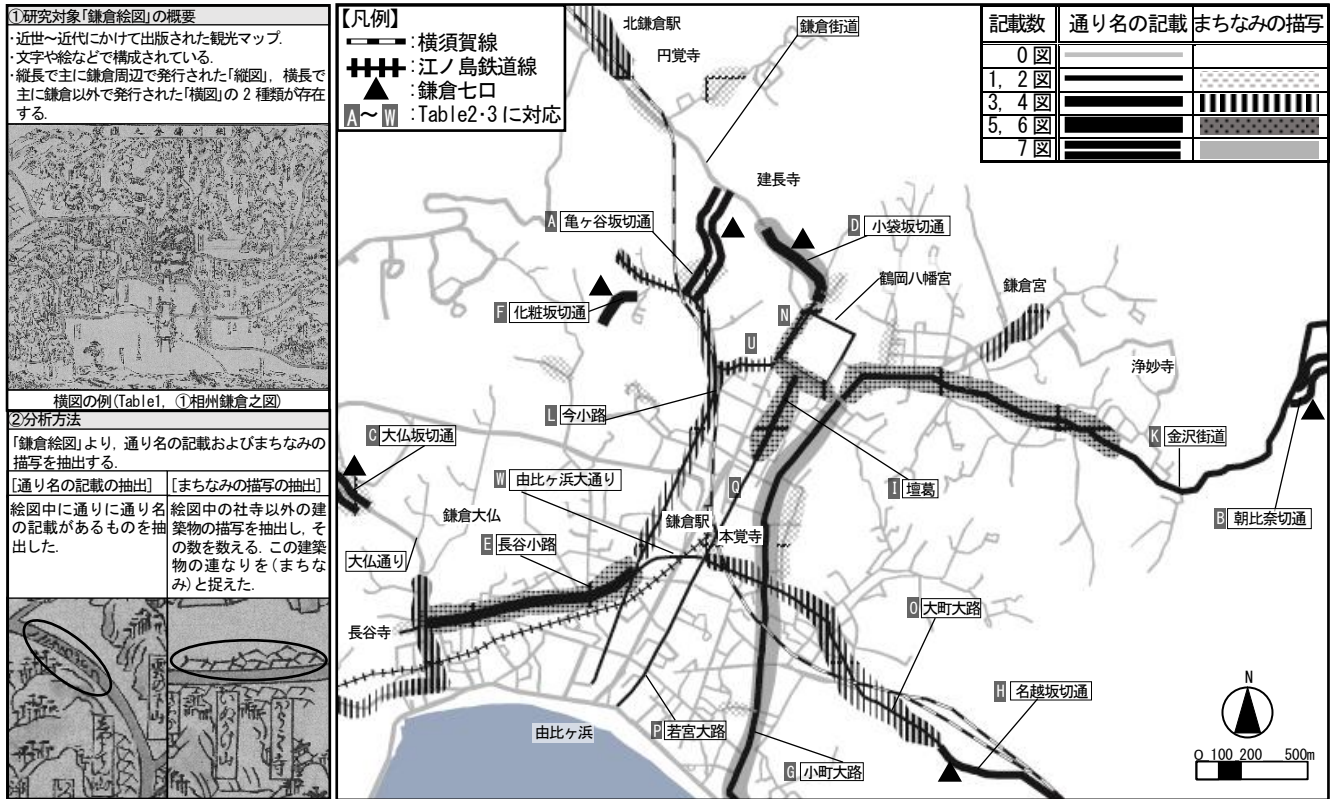 ①研究対象「鎌倉絵図」の概要
・近世～近代にかけて出版された観光マップ.
・文字や絵などで構成されている.
・縦長で主に鎌倉周辺で発行された「縦図」, 横長で
主に鎌倉以外で発行された「横図」の2種類が存在
する.
横図の例(Table1, ①相州鎌倉之図)
②分析方法
「鎌倉絵図」より, 通り名の記載およびまちなみの
描写を抽出する.
[通り名の記載の抽出]
絵図中に通りに通り名
の記載があるものを抽
出した.
[まちなみの描写の抽出]
絵図中の社寺以外の建
築物の描写を抽出し, そ
の数を数える. この建築
物の連なりを(まちな
み)と捉えた.
【凡例】
:横須賀線
:江ノ島鉄道線
:鎌倉七口
A～W :Table2・3に対応
記載数 通り名の記載 まちなみの描写
0図
1, 2図
3, 4図
5, 6図
7図
北鎌倉駅
鎌倉街道
円覚寺
建長寺
A 亀ヶ谷坂切通
D 小袋坂切通
鶴岡八幡宮
鎌倉宮
F 化粧坂切通
N
U
浄妙寺
L 今小路
C 大仏坂切通
K 金沢街道
W 由比ヶ浜大通り
Q
I 壇葛
B 朝比奈切通
鎌倉大仏
鎌倉駅
本覚寺
E 長谷小路
大仏通り
O 大町大路
長谷寺
H 名越坂切通
由比ヶ浜
P 若宮大路
G 小町大路
N
0 100 200 500m